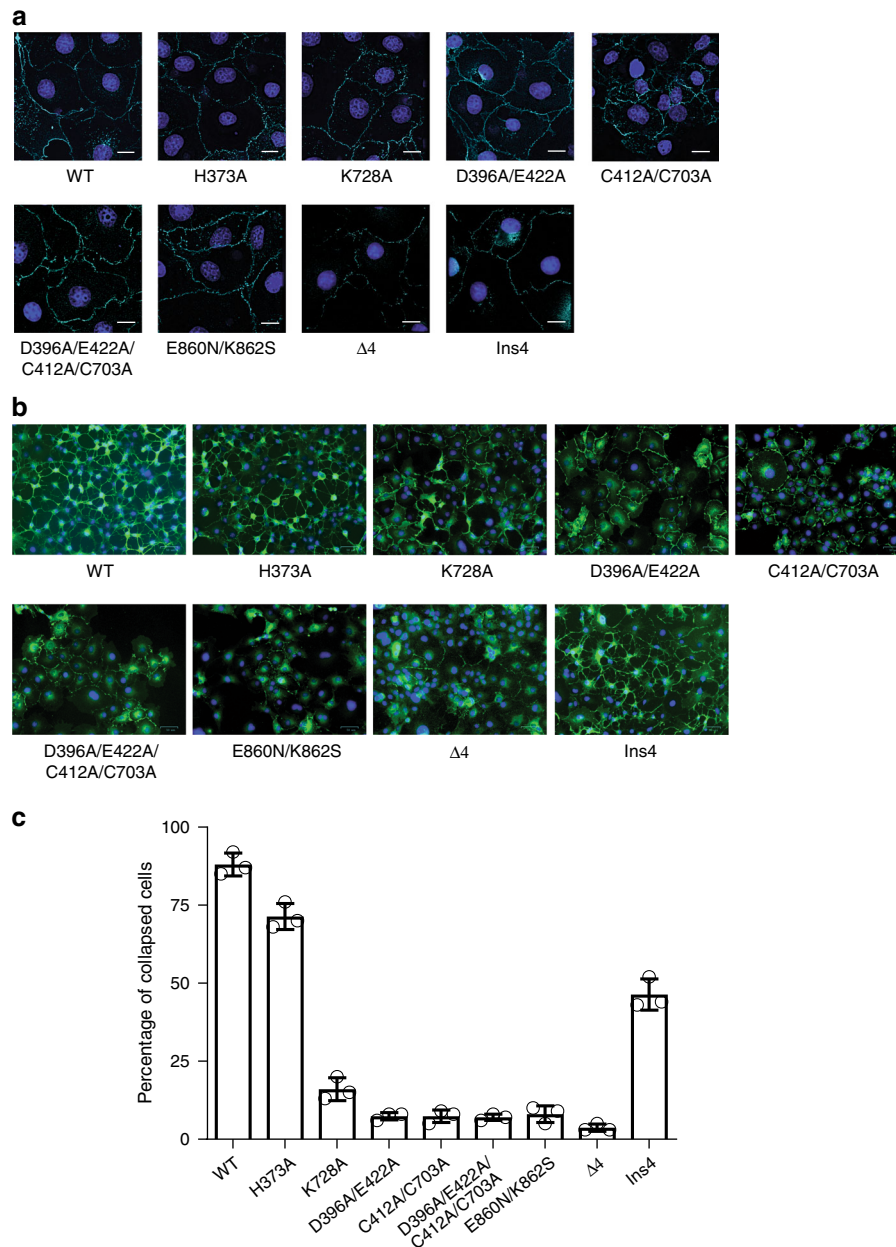 a
WT
H373A
K728A
D396A/E422A
C412A/C703A
D396A/E422A/
C412A/C703A
E860N/K862S
Δ4
Ins4
b
WT
H373A
K728A
D396A/E422A
C412A/C703A
D396A/E422A/
C412A/C703A
E860N/K862S
Δ4
Ins4
c
Percentage of collapsed cells
100
75
50
25
0
WT
H373A
K728A
D396A/E422A
C412A/C703A
D396A/E422A/
C412A/C703A
E860N/K862S
Δ4
Ins4